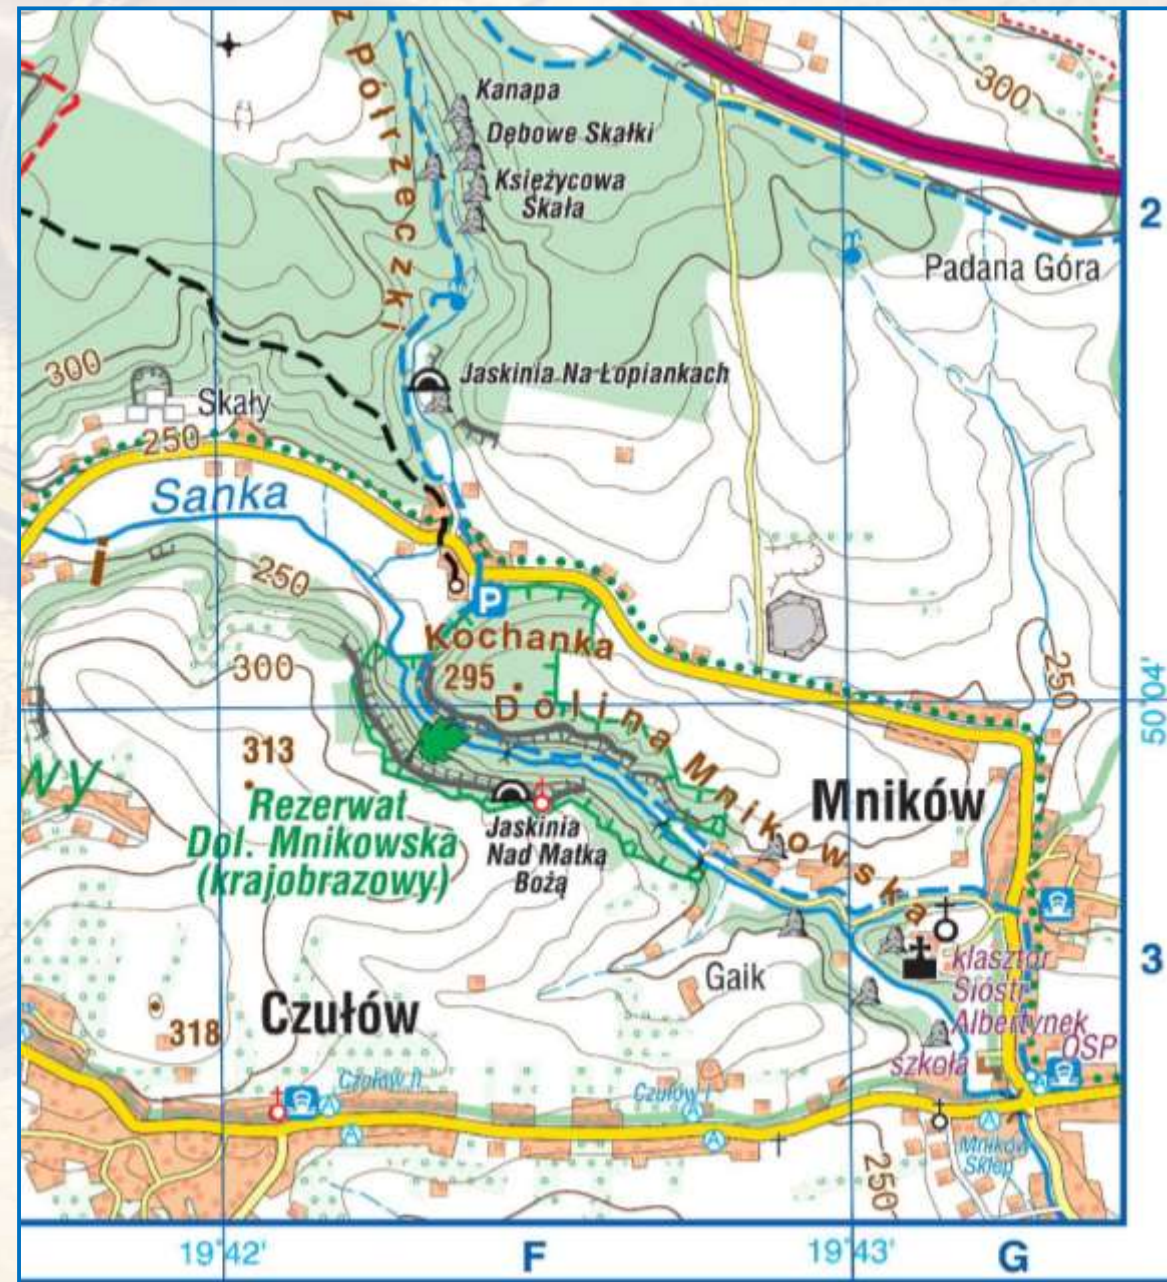 z Półrzeczki
Kanapa
Dębowe Skałki
Księżycowa
Skała
300
2
Padana Góra
300
Jaskinia Na Łopiankach
Skały
250
Sanka
250
P
Kochanka
295
300
250
50°04'
Dolina Mnikowska
313
Rezerwat
Dol. Mnikowska
(krajobrazowy)
Jaskinia
Nad Matką
Bożą
Mników
WY
Gaik
klasztor
Sióstr
Albertynek
3
318
Czułów
szkoła
OSP
Czułów II
A
Czułów I
A
A
A
A
A
Mników
Sklep
250
19°42'
F
19°43'
G